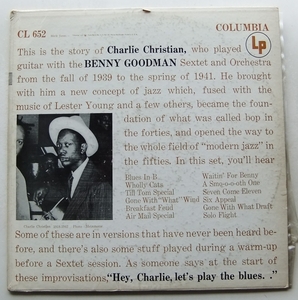 CL 652
COLUMBIA
LP
This is the story of Charlie Christian, who played
guitar with the BENNY GOODMAN Sextet and Orchestra
from the fall of 1939 to the spring of 1941. He brought
with him a new concept of jazz which, fused with the
music of Lester Young and a few others, became the foun-
dation of what was called bop in
the forties, and opened the way to
the whole field of "modern jazz" in
the fifties. In this set, you'll hear
Blues In B
Wholly Cats
Till Tom Special
Gone With "What" Wind
Breakfast Feud
Air Mail Special
Waitin' For Benny
A Smo-o-o-oth One
Seven Come Eleven
Six Appeal
Gone With What Draft
Solo Flight
Some of these are in versions that have never been heard be-
fore, and there's also some stuff played during a warm-up
before a Sextet session. As someone says at the start of
these improvisations, "Hey, Charlie, let's play the blues. ."